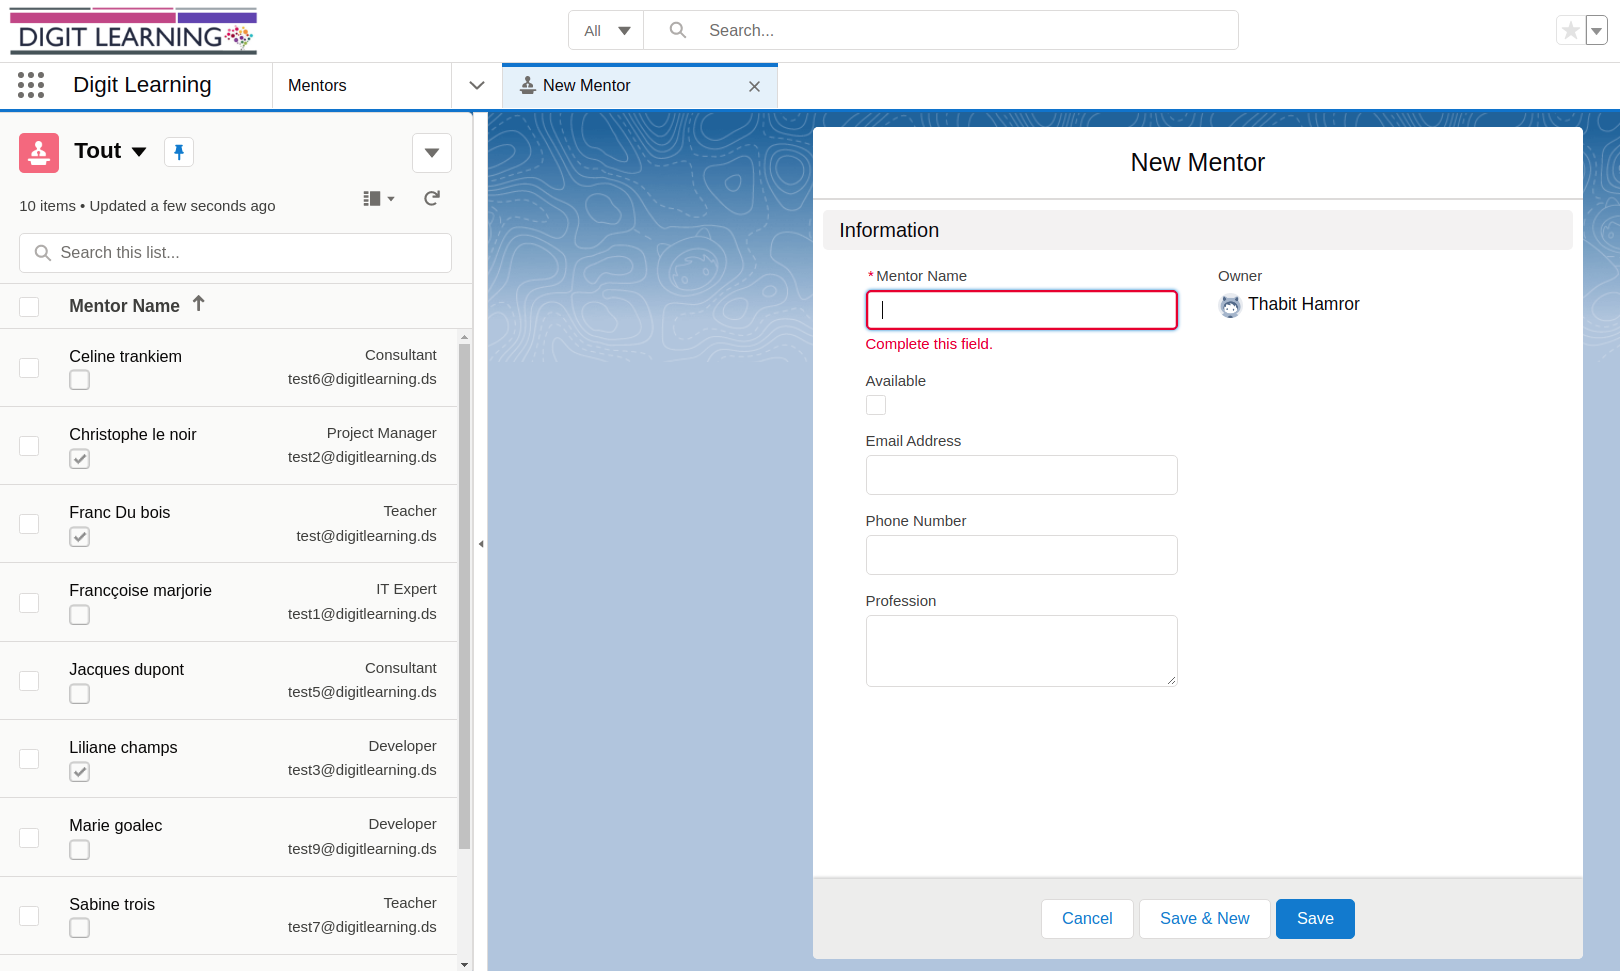 DIGIT LEARNING
All
Search...
Digit Learning
Mentors
New Mentor
Tout
10 items • Updated a few seconds ago
Search this list...
Mentor Name
Celine trankiem
Consultant
test6@digitlearning.ds
Christophe le noir
Project Manager
test2@digitlearning.ds
Franc Du bois
Teacher
test@digitlearning.ds
Francçoise marjorie
IT Expert
test1@digitlearning.ds
Jacques dupont
Consultant
test5@digitlearning.ds
Liliane champs
Developer
test3@digitlearning.ds
Marie goalec
Developer
test9@digitlearning.ds
Sabine trois
Teacher
test7@digitlearning.ds
New Mentor
Information
*Mentor Name
Complete this field.
Owner
Thabit Hamror
Available
Email Address
Phone Number
Profession
Cancel
Save & New
Save